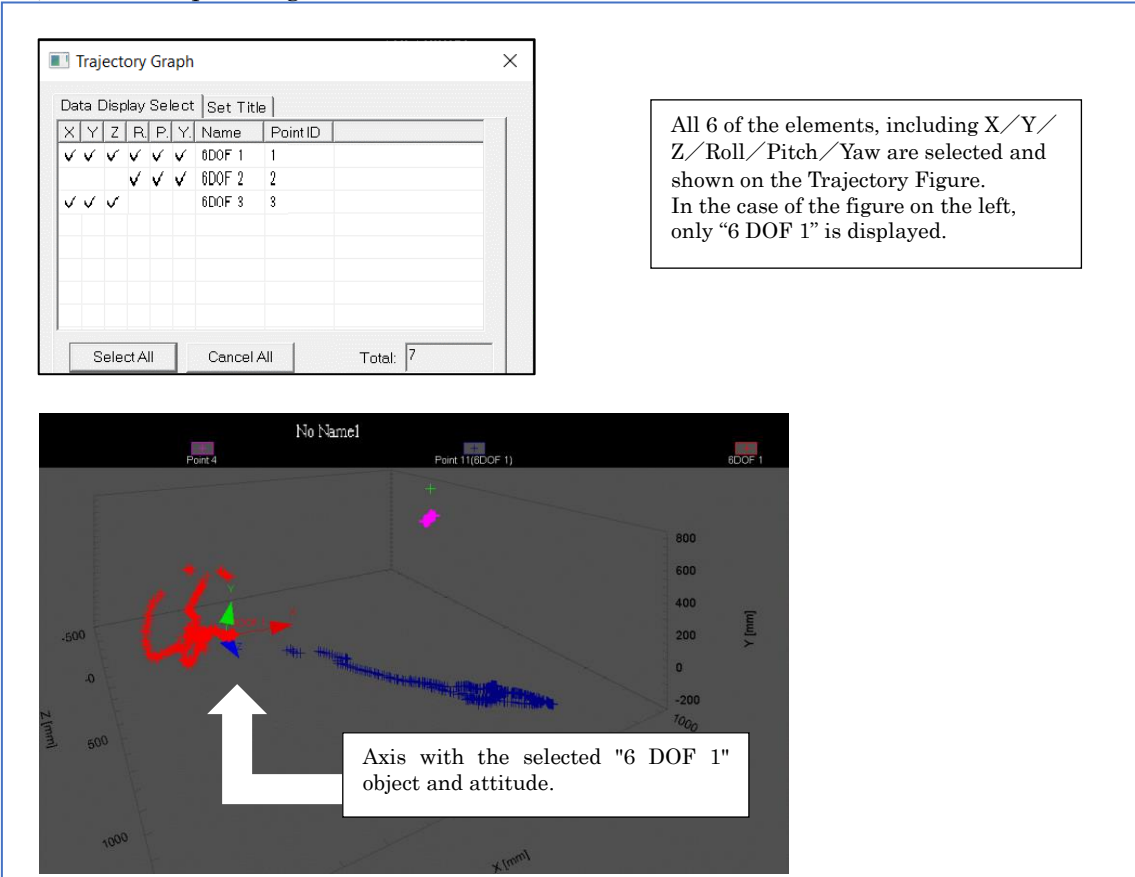 Trajectory Graph
Data Display Select Set Title
X Y Z R. P. Y. Name Point ID
✓ ✓ ✓ ✓ ✓ ✓ 6DOF 1 1
✓ ✓ ✓ 6DOF 2 2
✓ ✓ ✓ 6DOF 3 3
Select All Cancel All Total: 7
All 6 of the elements, including X／Y／
Z／Roll／Pitch／Yaw are selected and
shown on the Trajectory Figure.
In the case of the figure on the left,
only “6 DOF 1” is displayed.
No Name1
Point 4 Point 11(6DOF 1) 6DOF 1
800
600
400
200
0
-200
Y [mm]
-500
-0
500
1000
Z [mm]
1000
X [mm]
Y
Z
Axis with the selected "6 DOF 1"
object and attitude.